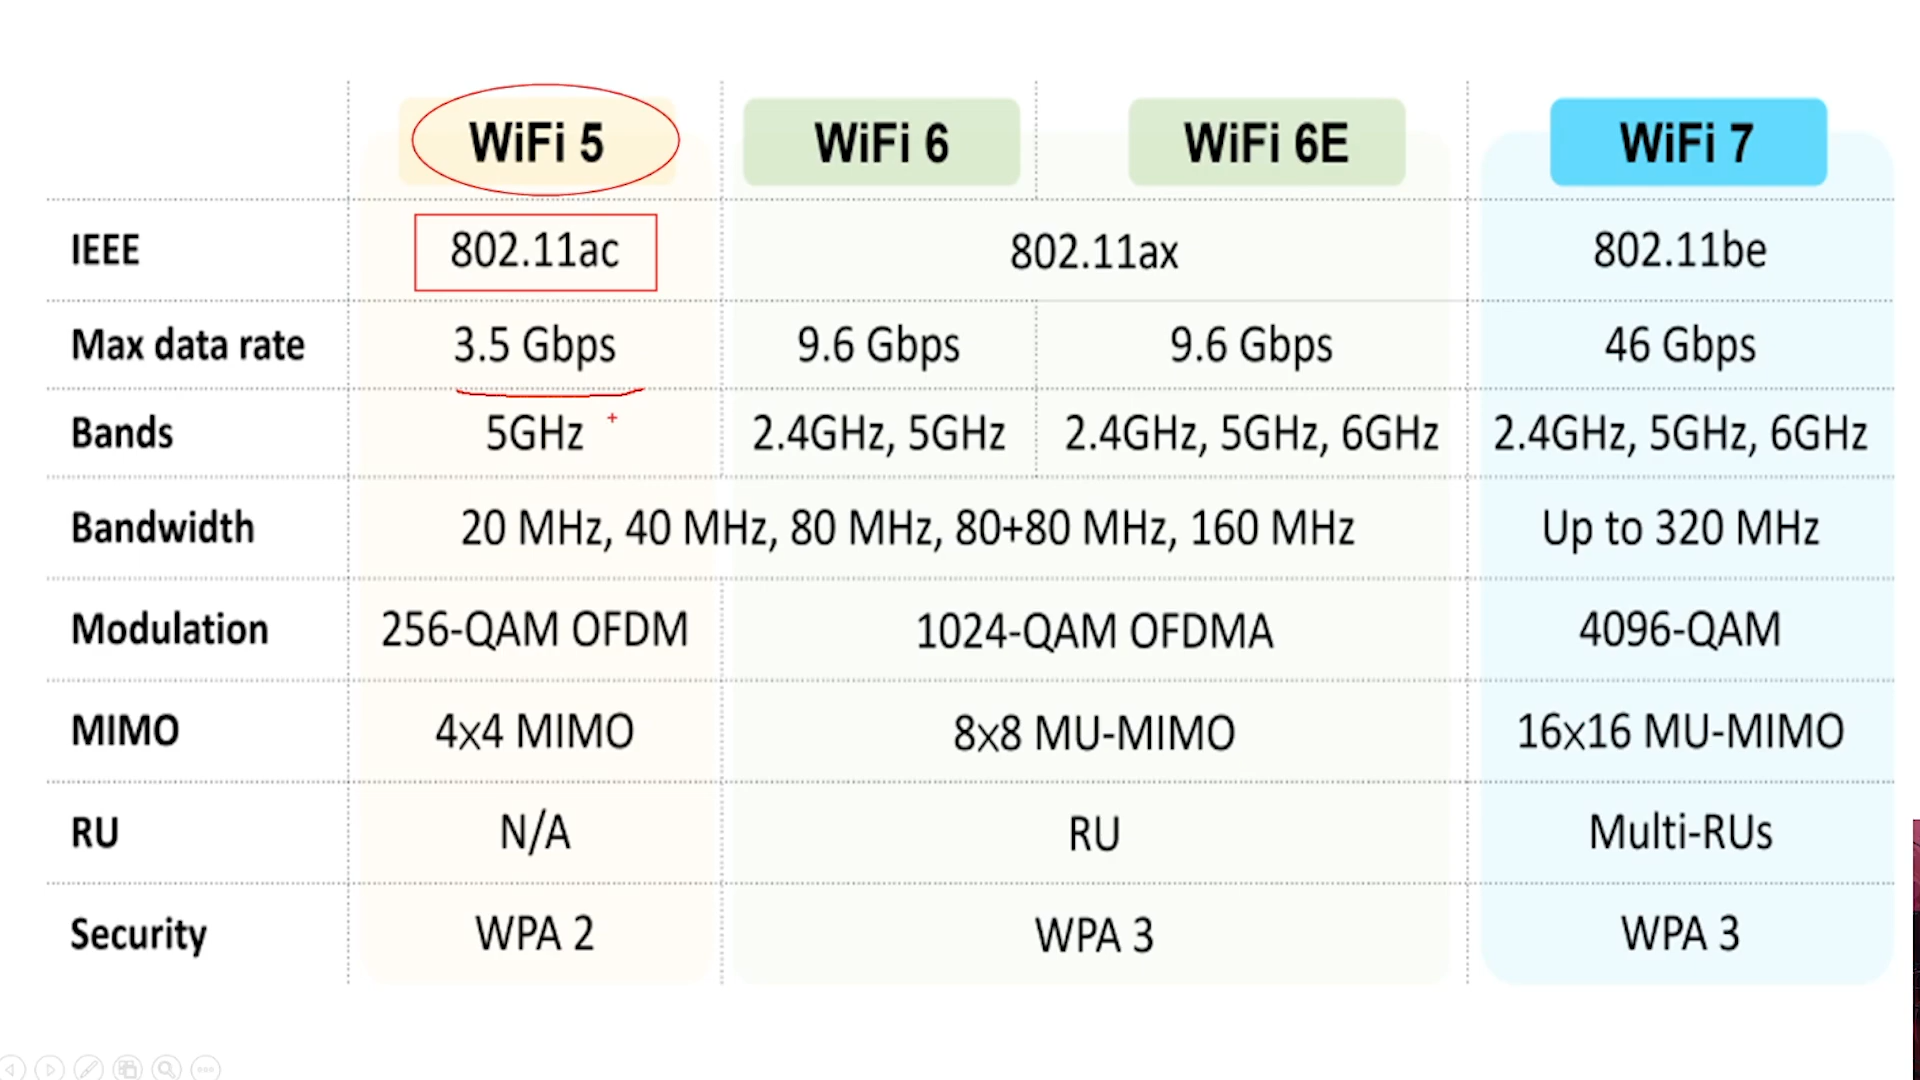 WiFi 5 WiFi 6 WiFi 6E WiFi 7
IEEE 802.11ac 802.11ax 802.11be
Max data rate 3.5 Gbps 9.6 Gbps 9.6 Gbps 46 Gbps
Bands 5GHz 2.4GHz, 5GHz 2.4GHz, 5GHz, 6GHz 2.4GHz, 5GHz, 6GHz
Bandwidth 20 MHz, 40 MHz, 80 MHz, 80+80 MHz, 160 MHz Up to 320 MHz
Modulation 256-QAM OFDM 1024-QAM OFDMA 4096-QAM
MIMO 4x4 MIMO 8x8 MU-MIMO 16x16 MU-MIMO
RU N/A RU Multi-RUs
Security WPA 2 WPA 3 WPA 3